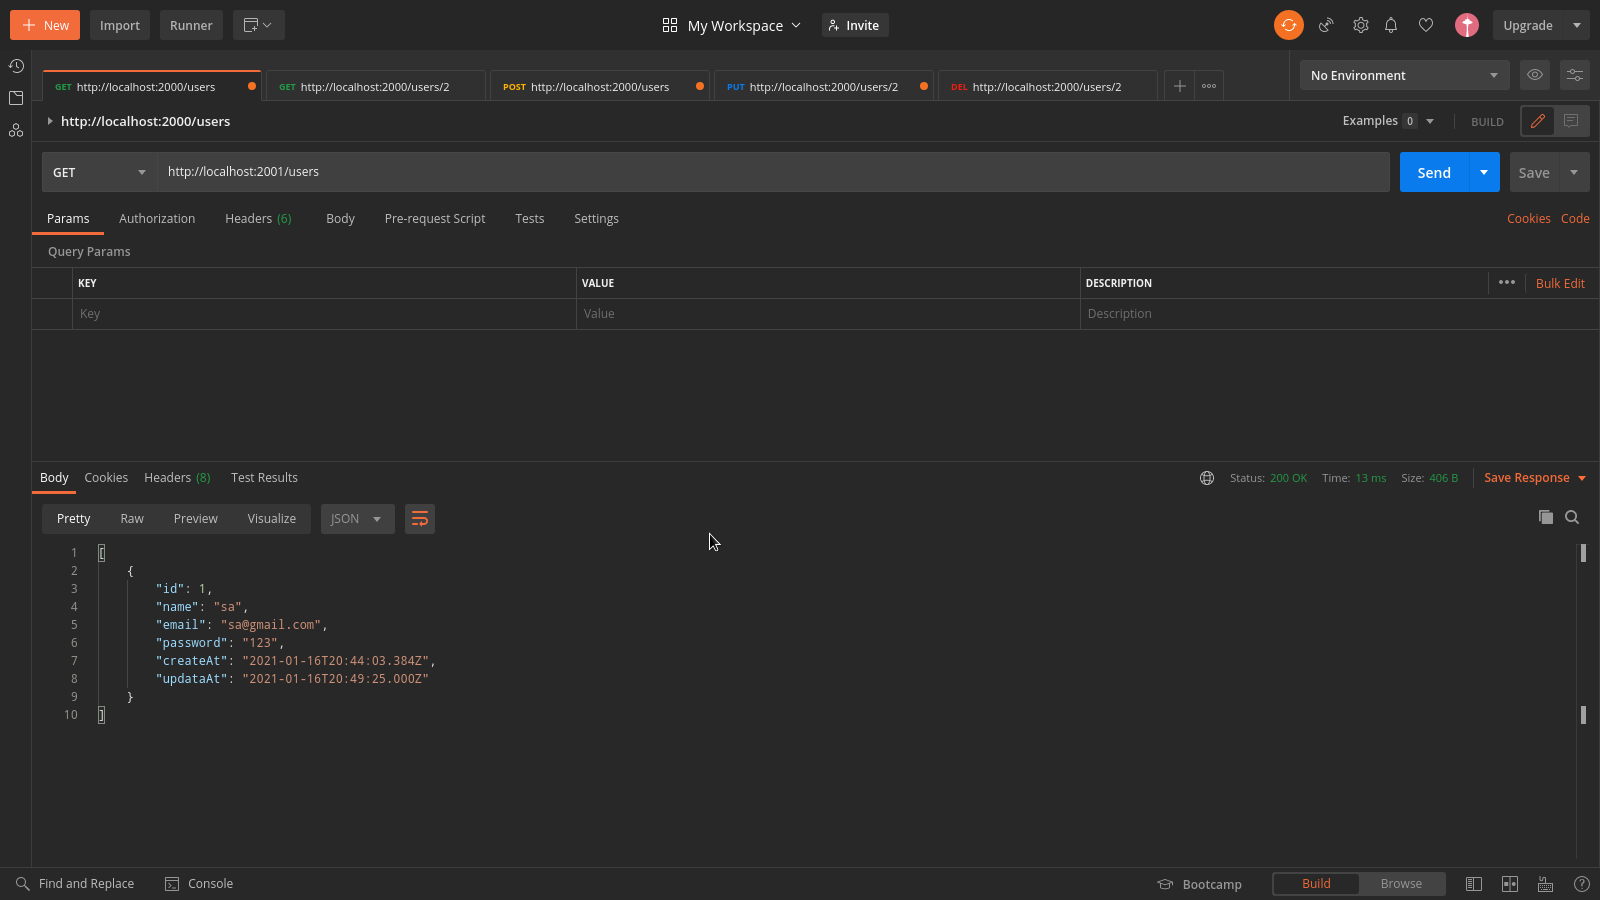 New Import Runner My Workspace Invite Upgrade
GET http://localhost:2000/users GET http://localhost:2000/users/2 POST http://localhost:2000/users PUT http://localhost:2000/users/2 DEL http://localhost:2000/users/2 No Environment
http://localhost:2000/users Examples 0 BUILD
GET http://localhost:2001/users Send Save
Params Authorization Headers (6) Body Pre-request Script Tests Settings Cookies Code
Query Params
KEY VALUE DESCRIPTION Bulk Edit
Key Value Description
Body Cookies Headers (8) Test Results Status: 200 OK Time: 13 ms Size: 406 B Save Response
Pretty Raw Preview Visualize JSON
1 [
2 {
3 "id": 1,
4 "name": "sa",
5 "email": "sa@gmail.com",
6 "password": "123",
7 "createAt": "2021-01-16T20:44:03.384Z",
8 "updataAt": "2021-01-16T20:49:25.000Z"
9 }
10 ]
Find and Replace Console Bootcamp Build Browse